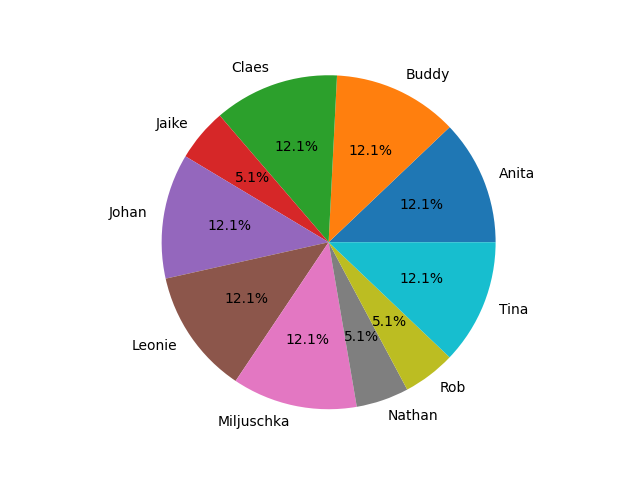 Claes
Buddy
Jaike
Anita
12.1%
12.1%
5.1%
12.1%
Johan
12.1%
12.1%
12.1%
Tina
5.1%
12.1%
5.1%
Leonie
Rob
Nathan
Miljuschka